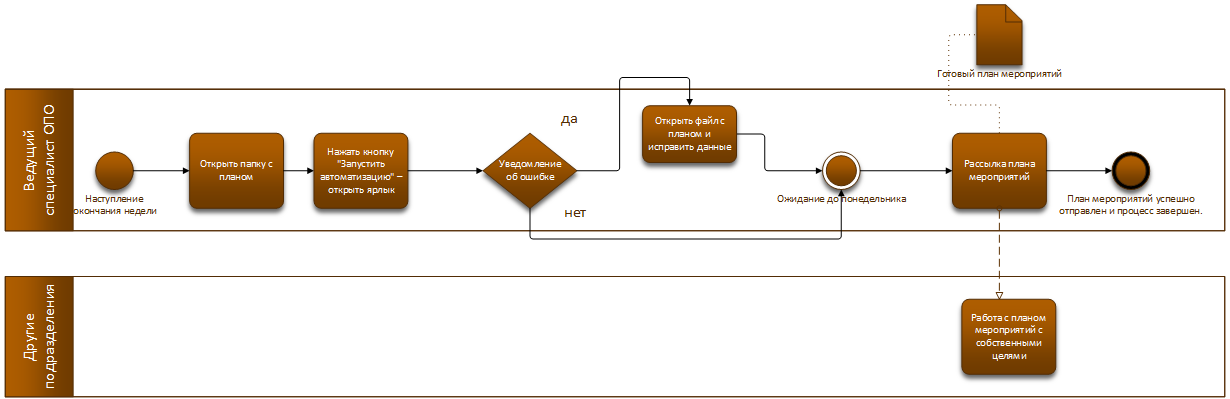 Готовый план мероприятий
Ведущий
специалист ОПО
Наступление
окончания недели
Открыть папку с
планом
Нажать кнопку
"Запустить
автоматизацию" –
открыть ярлык
Уведомление
об ошибке
да
нет
Открыть файл с
планом и
исправить данные
Ожидание до понедельника
Рассылка плана
мероприятий
План мероприятий успешно
отправлен и процесс завершен.
Другие
подразделения
Работа с планом
мероприятий с
собственными
целями